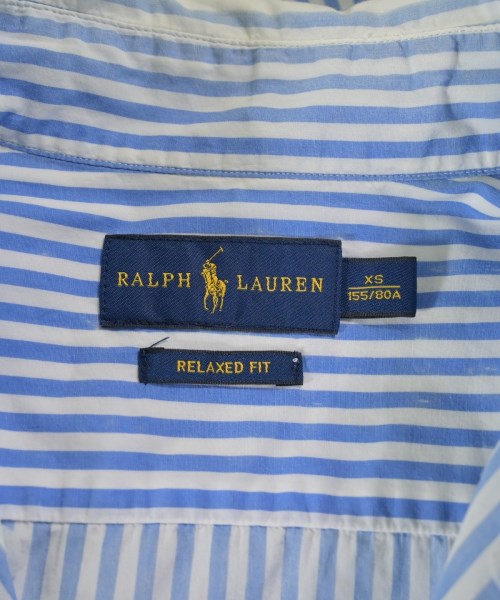 RALPH LAUREN
XS
155/80A
RELAXED FIT